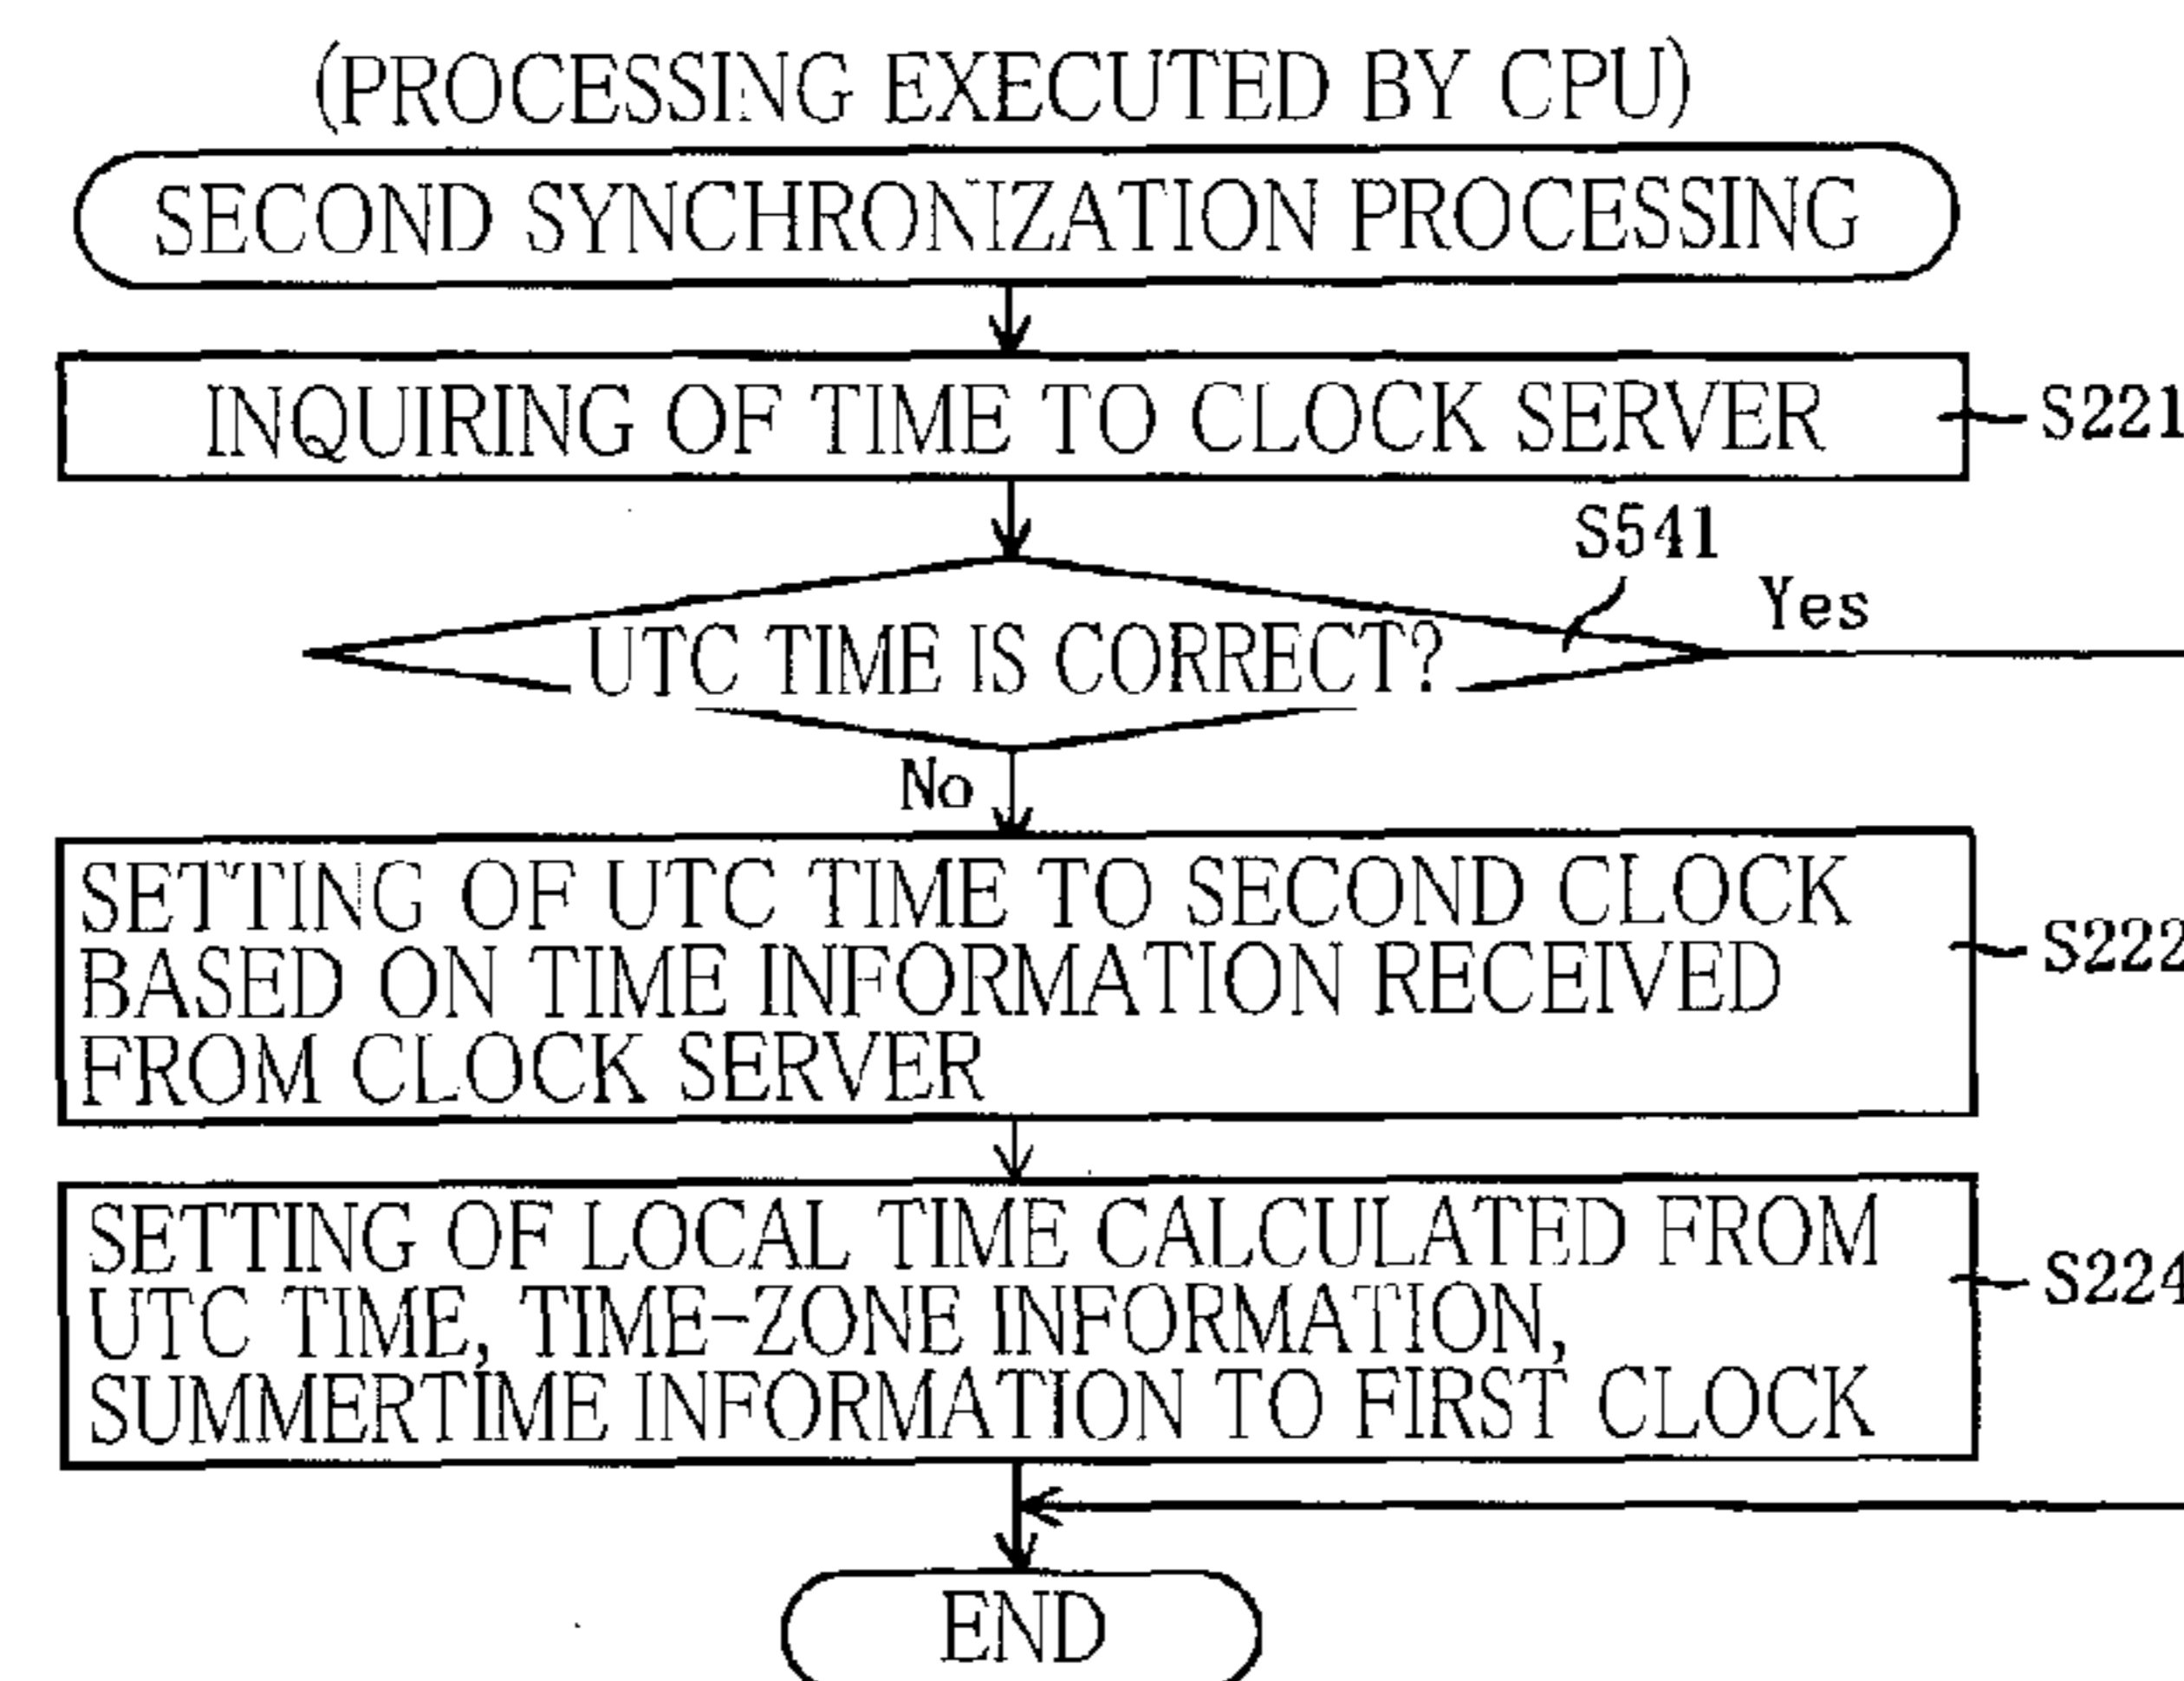 (PROCESSING EXECUTED BY CPU)
SECOND SYNCHRONIZATION PROCESSING
INQUIRING OF TIME TO CLOCK SERVER
S221
S541
Yes
UTC TIME IS CORRECT?
No
SETTING OF UTC TIME TO SECOND CLOCK
BASED ON TIME INFORMATION RECEIVED
FROM CLOCK SERVER
S222
SETTING OF LOCAL TIME CALCULATED FROM
UTC TIME, TIME-ZONE INFORMATION,
SUMMERTIME INFORMATION TO FIRST CLOCK
S224
END